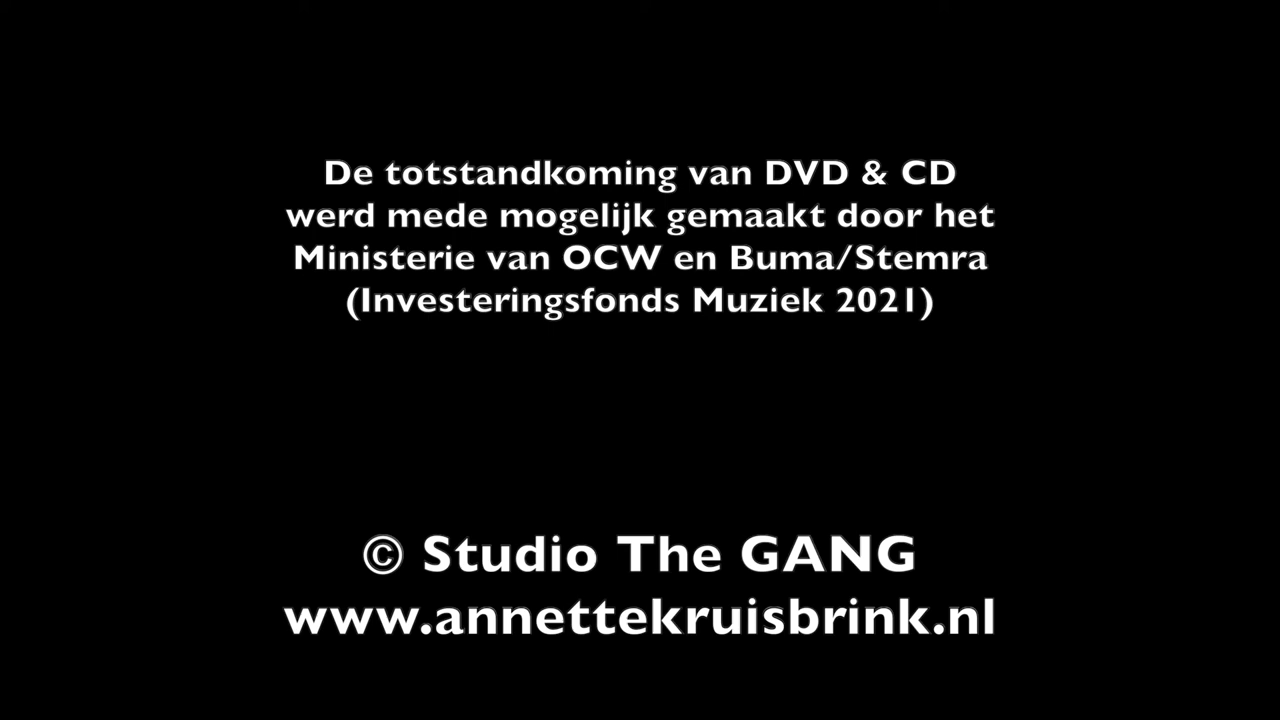 De totstandkoming van DVD & CD
werd mede mogelijk gemaakt door het
Ministerie van OCW en Buma/Stemra
(Investeringsfonds Muziek 2021)
© Studio The GANG
www.annettekruisbrink.nl